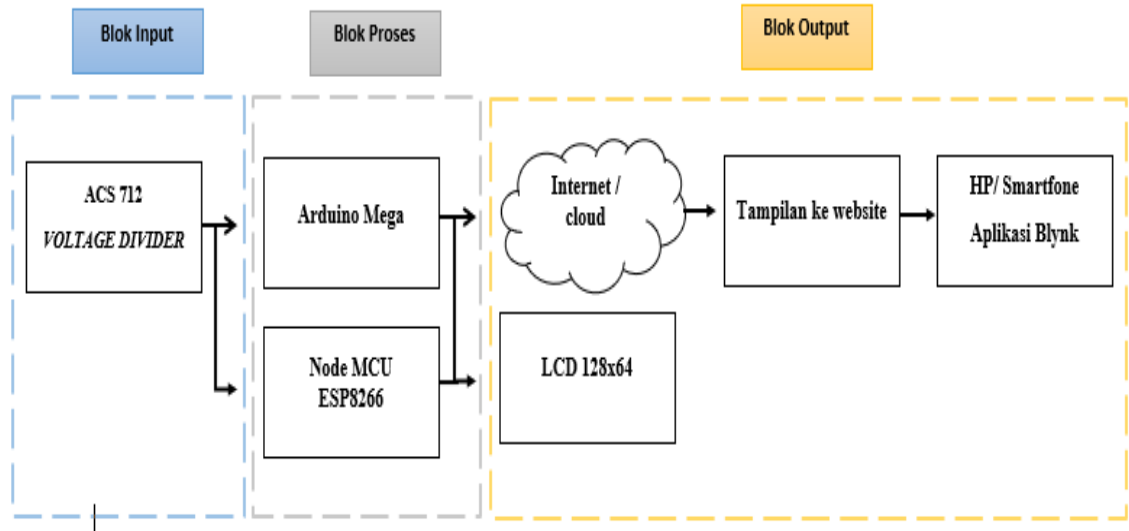 Blok Input
Blok Proses
Blok Output
ACS 712
VOLTAGE DIVIDER
Arduino Mega
Internet /
cloud
Tampilan ke website
HP/ Smartfone
Aplikasi Blynk
Node MCU
ESP8266
LCD 128x64